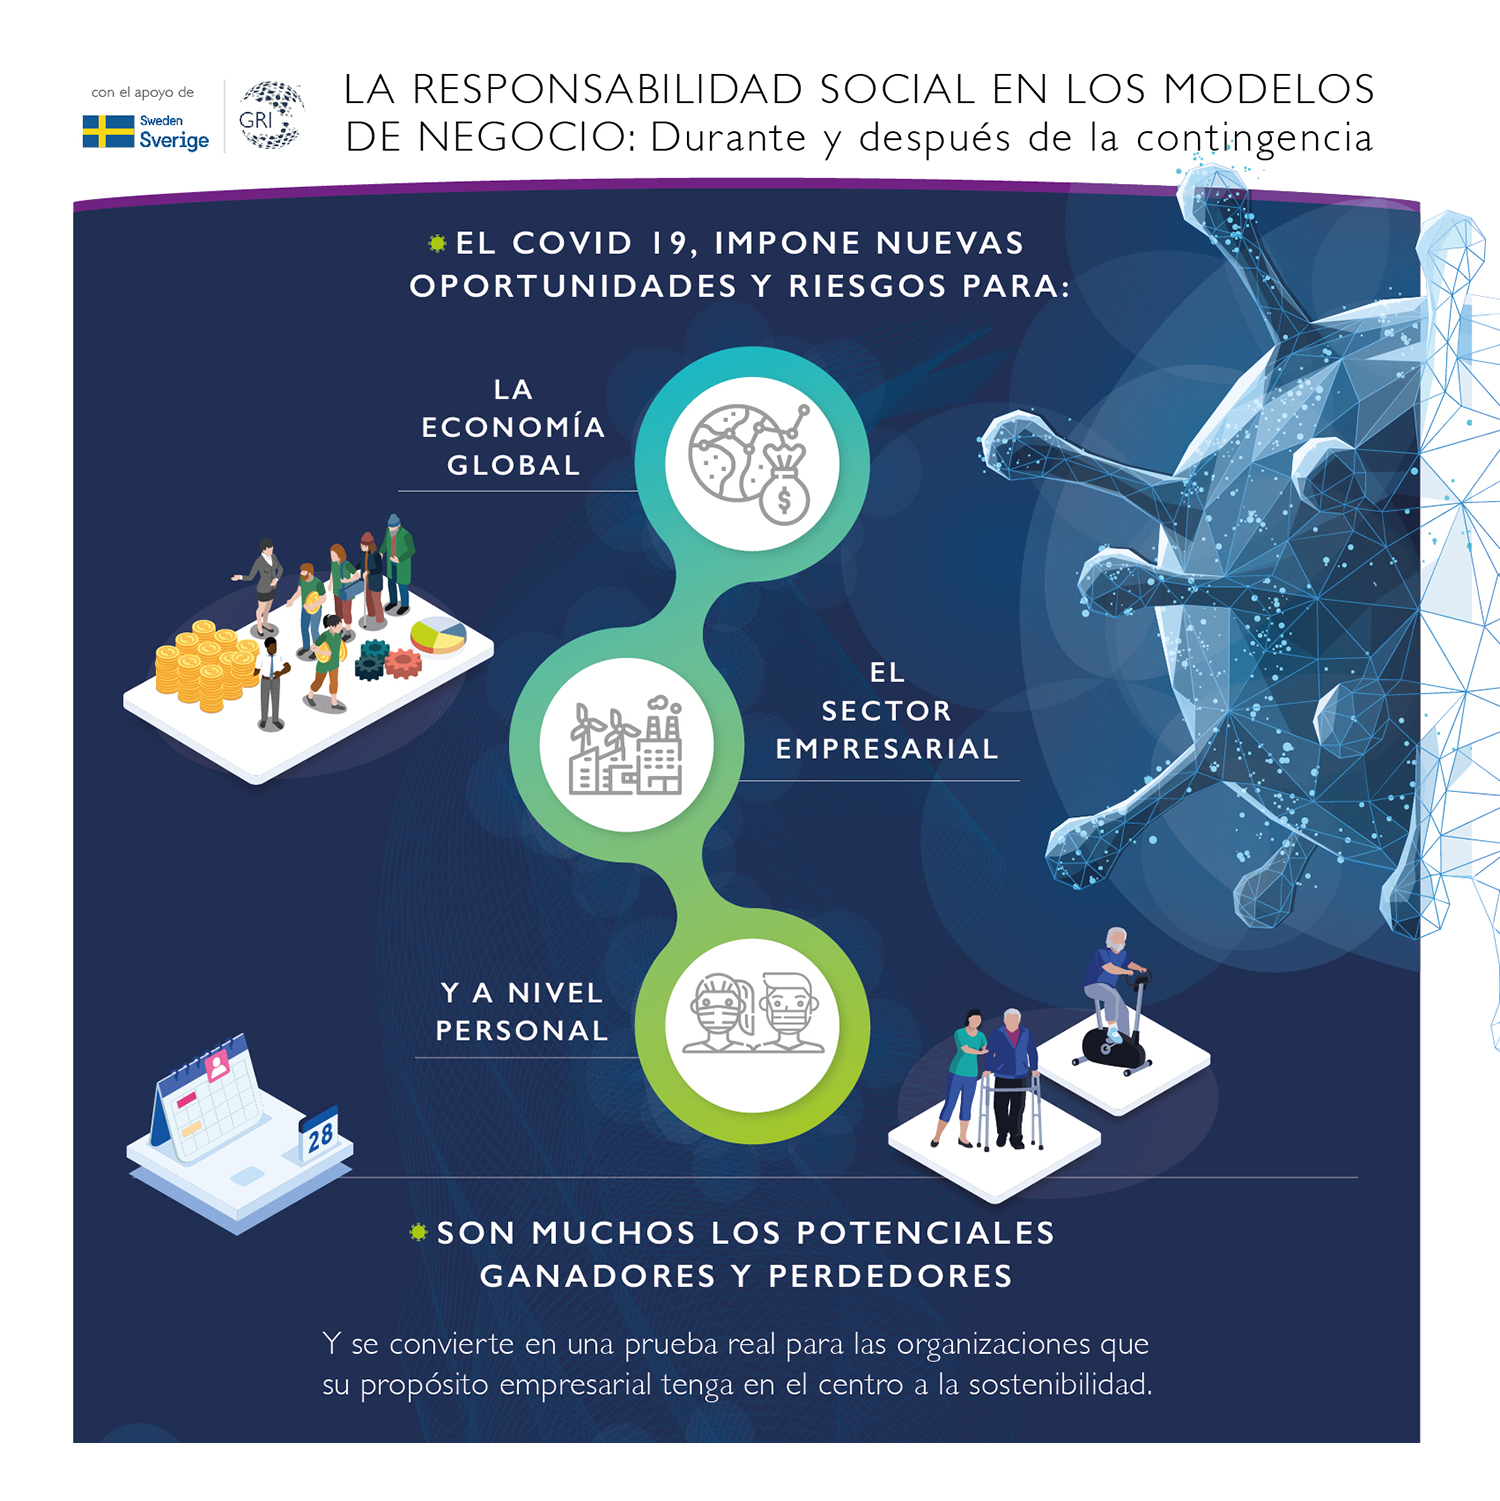 con el apoyo de
Sweden
Sverige
GRI
LA RESPONSABILIDAD SOCIAL EN LOS MODELOS
DE NEGOCIO: Durante y después de la contingencia
EL COVID 19, IMPONE NUEVAS
OPORTUNIDADES Y RIESGOS PARA:
LA
ECONOMÍA
GLOBAL
$
EL
SECTOR
EMPRESARIAL
Y A NIVEL
PERSONAL
28
SON MUCHOS LOS POTENCIALES
GANADORES Y PERDEDORES
Y se convierte en una prueba real para las organizaciones que
su propósito empresarial tenga en el centro a la sostenibilidad.